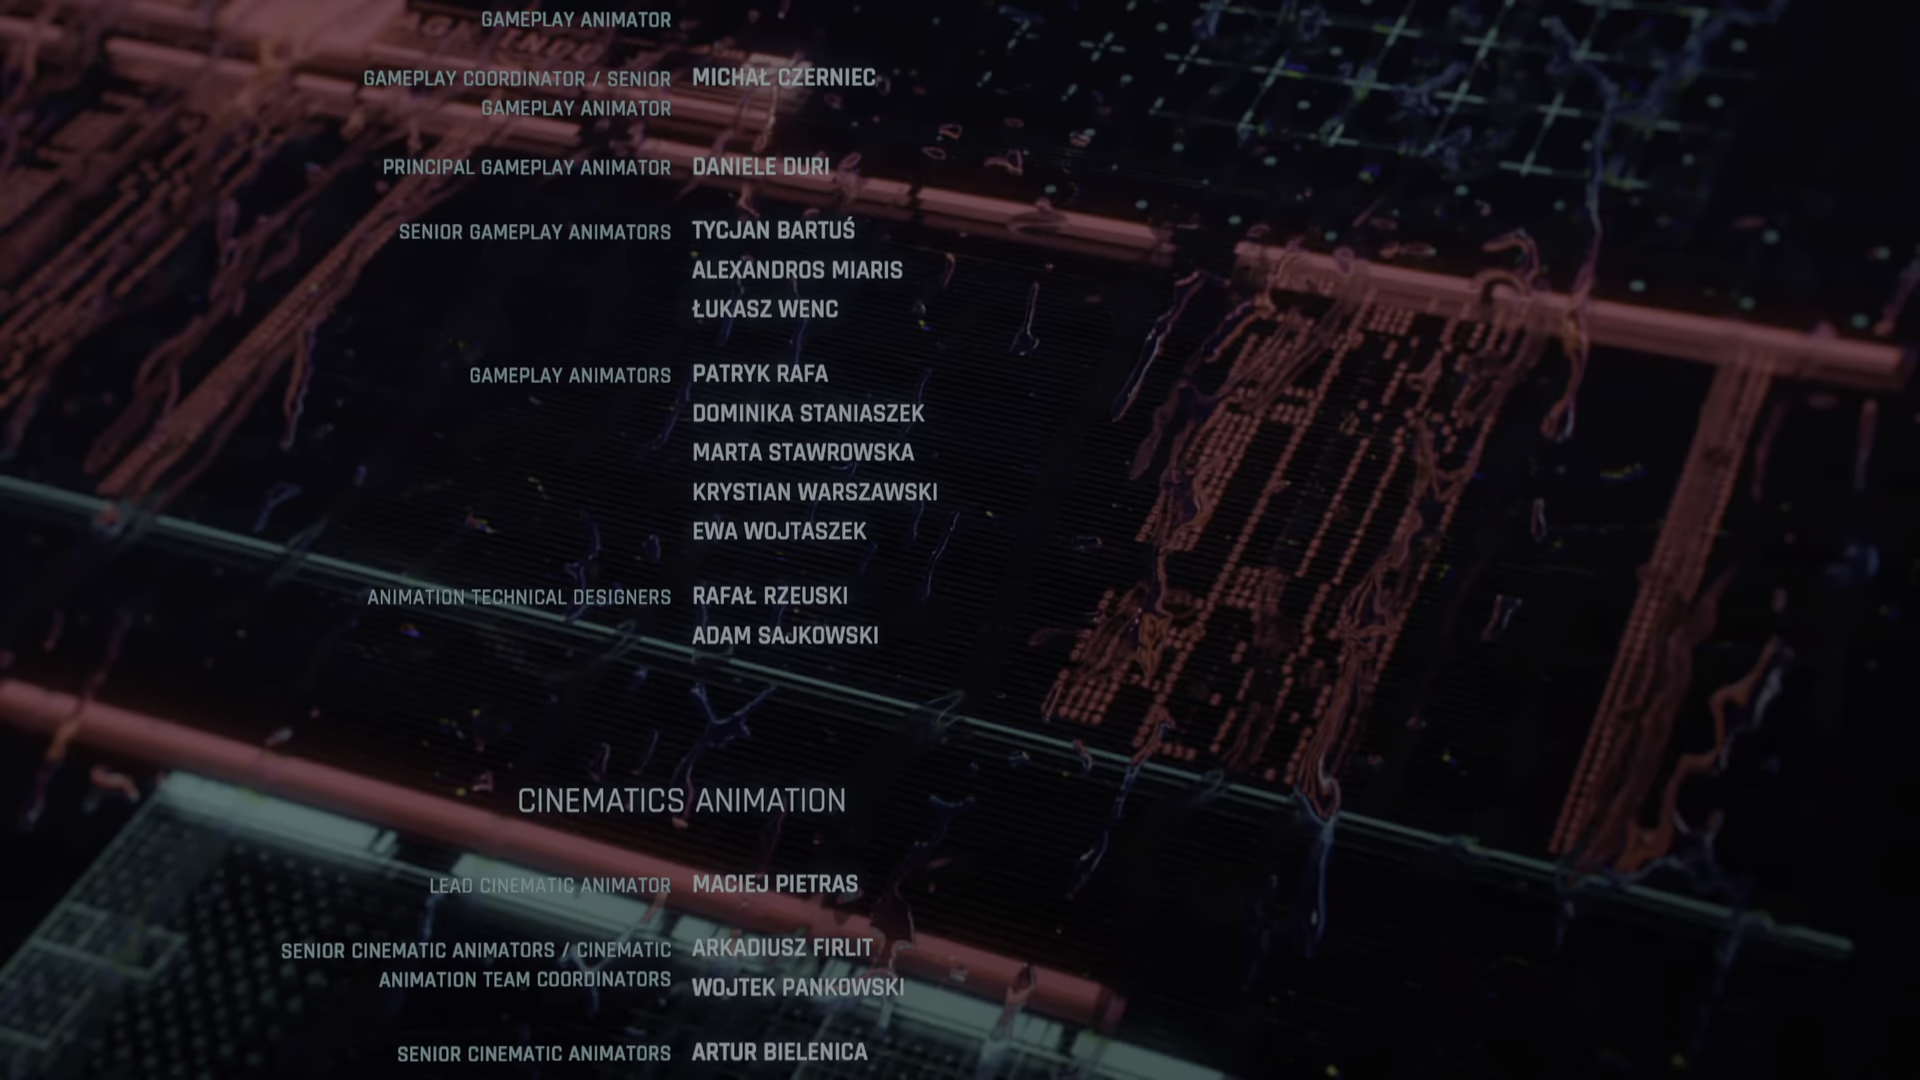 GAMEPLAY ANIMATOR
GAMEPLAY COORDINATOR / SENIOR MICHAŁ CZERNIEC
GAMEPLAY ANIMATOR
PRINCIPAL GAMEPLAY ANIMATOR DANIELE DURI
SENIOR GAMEPLAY ANIMATORS TYCJAN BARTUŚ
ALEXANDROS MIARIS
ŁUKASZ WENC
GAMEPLAY ANIMATORS PATRYK RAFA
DOMINIKA STANIASZEK
MARTA STAWROWSKA
KRYSTIAN WARSZAWSKI
EWA WOJTASZEK
ANIMATION TECHNICAL DESIGNERS RAFAŁ RZEUSKI
ADAM SAJKOWSKI
CINEMATICS ANIMATION
LEAD CINEMATIC ANIMATOR MACIEJ PIETRAS
SENIOR CINEMATIC ANIMATORS / CINEMATIC ARKADIUSZ FIRLIT
ANIMATION TEAM COORDINATORS WOJTEK PANKOWSKI
SENIOR CINEMATIC ANIMATORS ARTUR BIELENICA